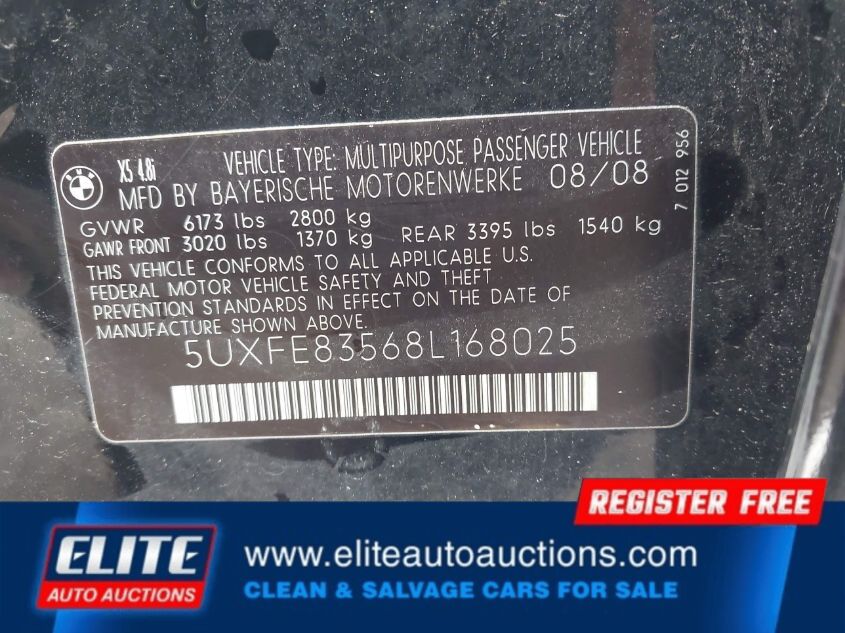 X5 4.8i VEHICLE TYPE: MULTIPURPOSE PASSENGER VEHICLE
MFD BY BAYERISCHE MOTORENWERKE 08/08
GVWR 6173 lbs 2800 kg
GAWR FRONT 3020 lbs 1370 kg REAR 3395 lbs 1540 kg
THIS VEHICLE CONFORMS TO ALL APPLICABLE U.S.
FEDERAL MOTOR VEHICLE SAFETY AND THEFT
PREVENTION STANDARDS IN EFFECT ON THE DATE OF
MANUFACTURE SHOWN ABOVE.
5UXFE83568L168025
7 012 956
BMW
REGISTER FREE
ELITE
AUTO AUCTIONS
www.eliteautoauctions.com
CLEAN & SALVAGE CARS FOR SALE